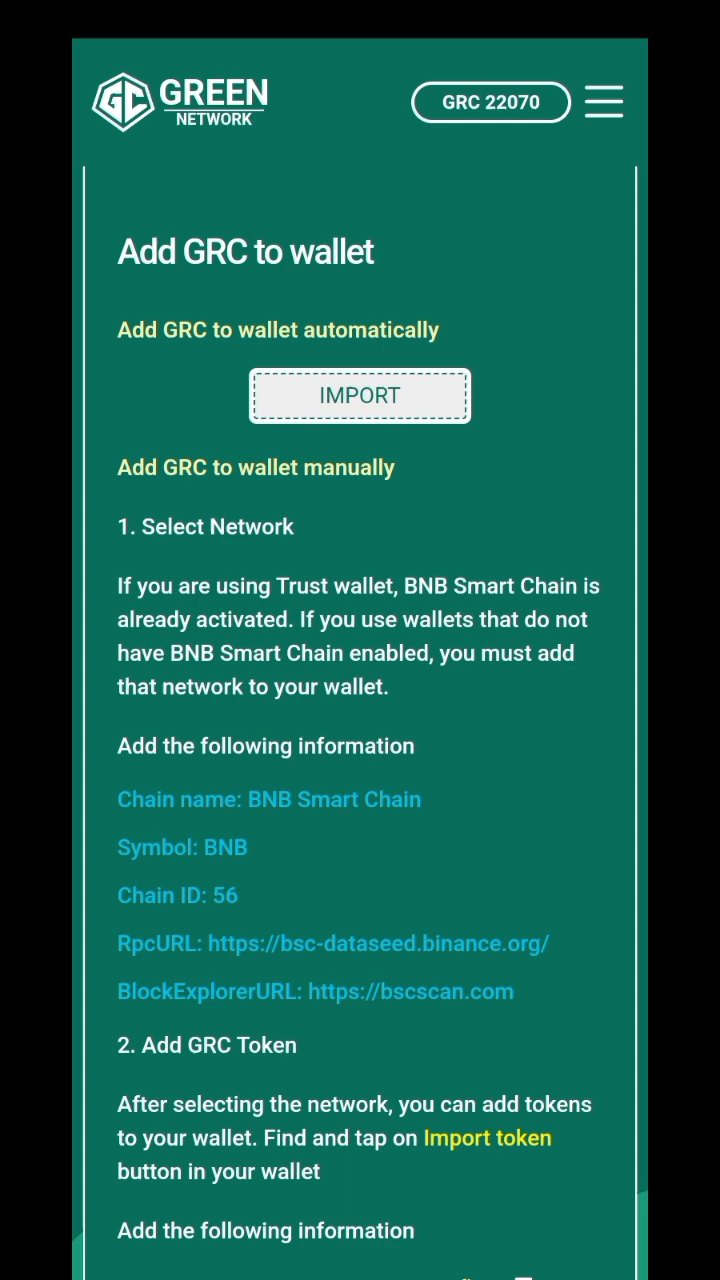 GC GREEN
NETWORK
GRC 22070
Add GRC to wallet
Add GRC to wallet automatically
IMPORT
Add GRC to wallet manually
1. Select Network
If you are using Trust wallet, BNB Smart Chain is
already activated. If you use wallets that do not
have BNB Smart Chain enabled, you must add
that network to your wallet.
Add the following information
Chain name: BNB Smart Chain
Symbol: BNB
Chain ID: 56
RpcURL: https://bsc-dataseed.binance.org/
BlockExplorerURL: https://bscscan.com
2. Add GRC Token
After selecting the network, you can add tokens
to your wallet. Find and tap on Import token
button in your wallet
Add the following information